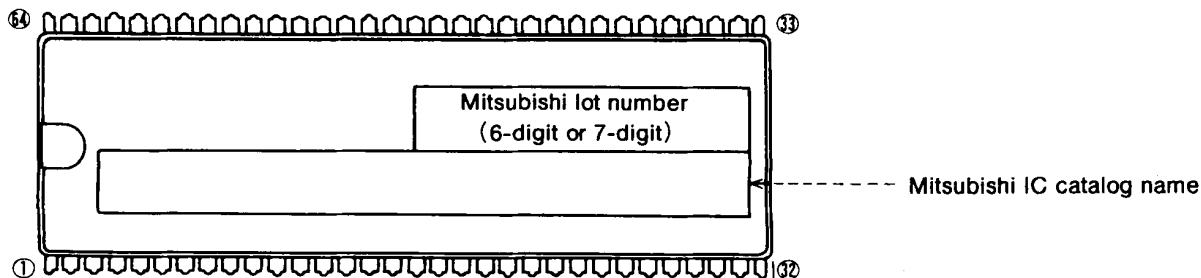 64
33
Mitsubishi lot number
(6-digit or 7-digit)
Mitsubishi IC catalog name
1
32